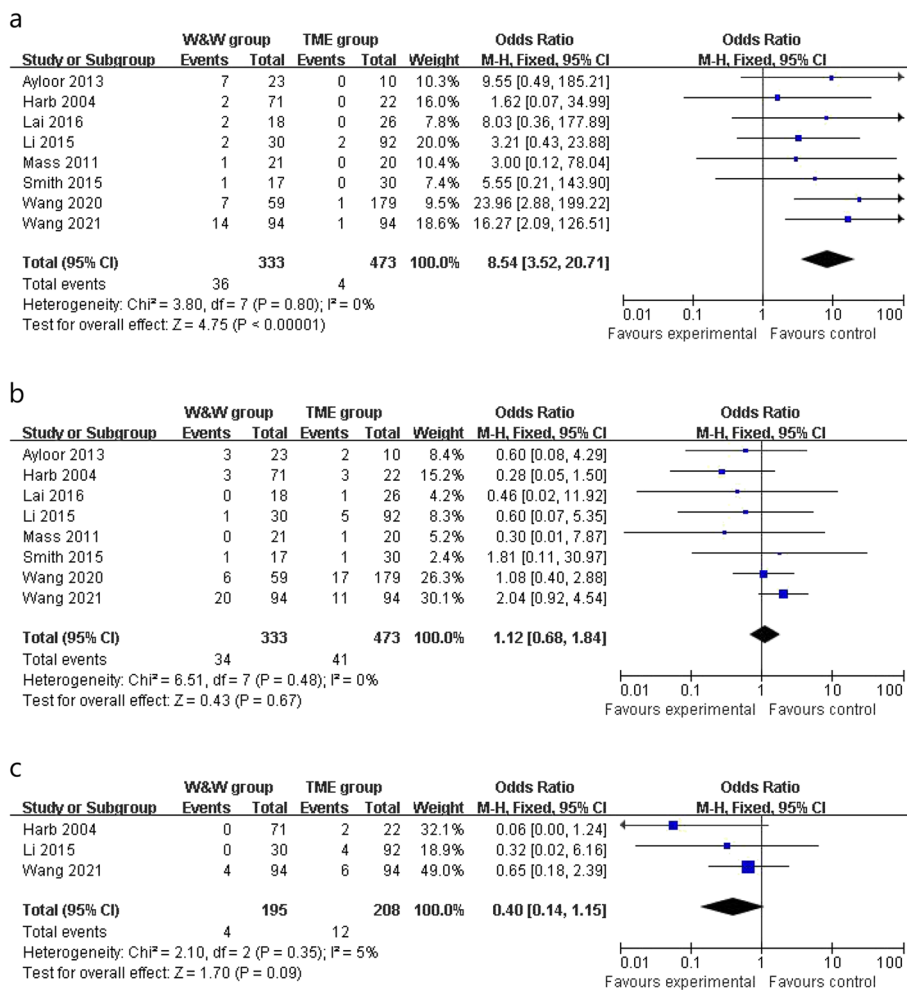 a
W&W group TME group Odds Ratio Odds Ratio
Study or Subgroup Events Total Events Total Weight M-H, Fixed, 95% CI M-H, Fixed, 95% CI
Ayloor 2013 7 23 0 10 10.3% 9.55 [0.49, 185.21]
Harb 2004 2 71 0 22 16.0% 1.62 [0.07, 34.99]
Lai 2016 2 18 0 26 7.8% 8.03 [0.36, 177.89]
Li 2015 2 30 2 92 20.0% 3.21 [0.43, 23.88]
Mass 2011 1 21 0 20 10.4% 3.00 [0.12, 78.04]
Smith 2015 1 17 0 30 7.4% 5.55 [0.21, 143.90]
Wang 2020 7 59 1 179 9.5% 23.96 [2.88, 199.22]
Wang 2021 14 94 1 94 18.6% 16.27 [2.09, 126.51]
Total (95% CI) 333 473 100.0% 8.54 [3.52, 20.71]
Total events 36 4
Heterogeneity: Chi² = 3.80, df = 7 (P = 0.80); I² = 0%
Test for overall effect: Z = 4.75 (P < 0.00001)
0.01 0.1 1 10 100
Favours experimental Favours control
b
W&W group TME group Odds Ratio Odds Ratio
Study or Subgroup Events Total Events Total Weight M-H, Fixed, 95% CI M-H, Fixed, 95% CI
Ayloor 2013 3 23 2 10 8.4% 0.60 [0.08, 4.29]
Harb 2004 3 71 3 22 15.2% 0.28 [0.05, 1.50]
Lai 2016 0 18 1 26 4.2% 0.46 [0.02, 11.92]
Li 2015 1 30 5 92 8.3% 0.60 [0.07, 5.35]
Mass 2011 0 21 1 20 5.2% 0.30 [0.01, 7.87]
Smith 2015 1 17 1 30 2.4% 1.81 [0.11, 30.97]
Wang 2020 6 59 17 179 26.3% 1.08 [0.40, 2.88]
Wang 2021 20 94 11 94 30.1% 2.04 [0.92, 4.54]
Total (95% CI) 333 473 100.0% 1.12 [0.68, 1.84]
Total events 34 41
Heterogeneity: Chi² = 6.51, df = 7 (P = 0.48); I² = 0%
Test for overall effect: Z = 0.43 (P = 0.67)
0.01 0.1 1 10 100
Favours experimental Favours control
c
W&W group TME group Odds Ratio Odds Ratio
Study or Subgroup Events Total Events Total Weight M-H, Fixed, 95% CI M-H, Fixed, 95% CI
Harb 2004 0 71 2 22 32.1% 0.06 [0.00, 1.24]
Li 2015 0 30 4 92 18.9% 0.32 [0.02, 6.16]
Wang 2021 4 94 6 94 49.0% 0.65 [0.18, 2.39]
Total (95% CI) 195 208 100.0% 0.40 [0.14, 1.15]
Total events 4 12
Heterogeneity: Chi² = 2.10, df = 2 (P = 0.35); I² = 5%
Test for overall effect: Z = 1.70 (P = 0.09)
0.01 0.1 1 10 100
Favours experimental Favours control